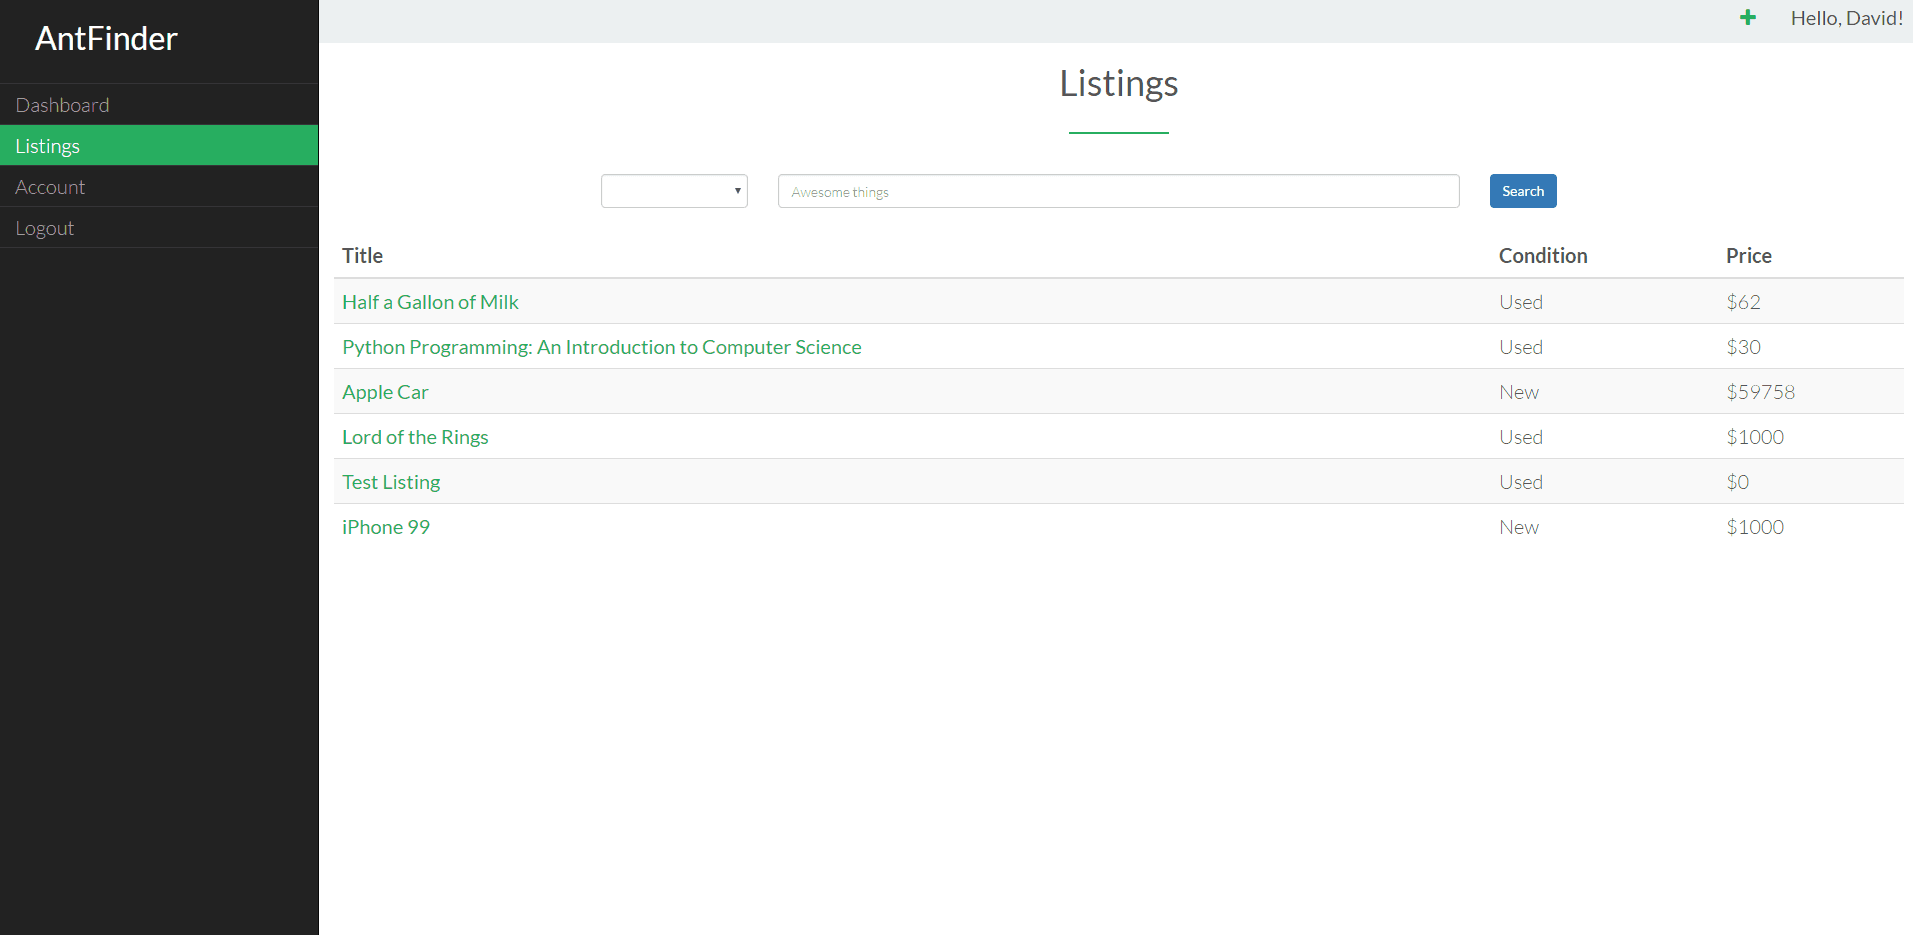 AntFinder
Dashboard
Listings
Account
Logout
Hello, David!
Listings
Awesome things Search
Title Condition Price
Half a Gallon of Milk Used $62
Python Programming: An Introduction to Computer Science Used $30
Apple Car New $59758
Lord of the Rings Used $1000
Test Listing Used $0
iPhone 99 New $1000